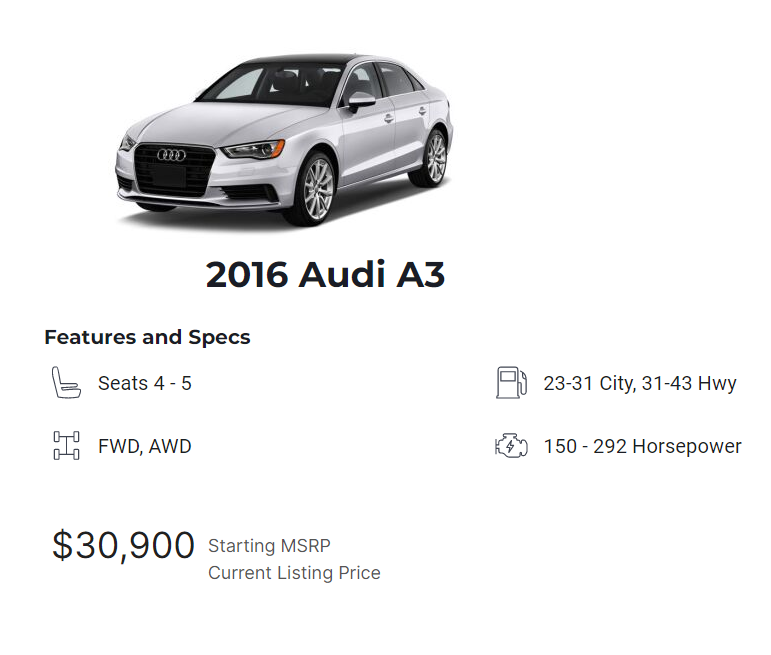 2016 Audi A3
Features and Specs
Seats 4 - 5
23-31 City, 31-43 Hwy
FWD, AWD
150 - 292 Horsepower
$30,900 Starting MSRP
Current Listing Price